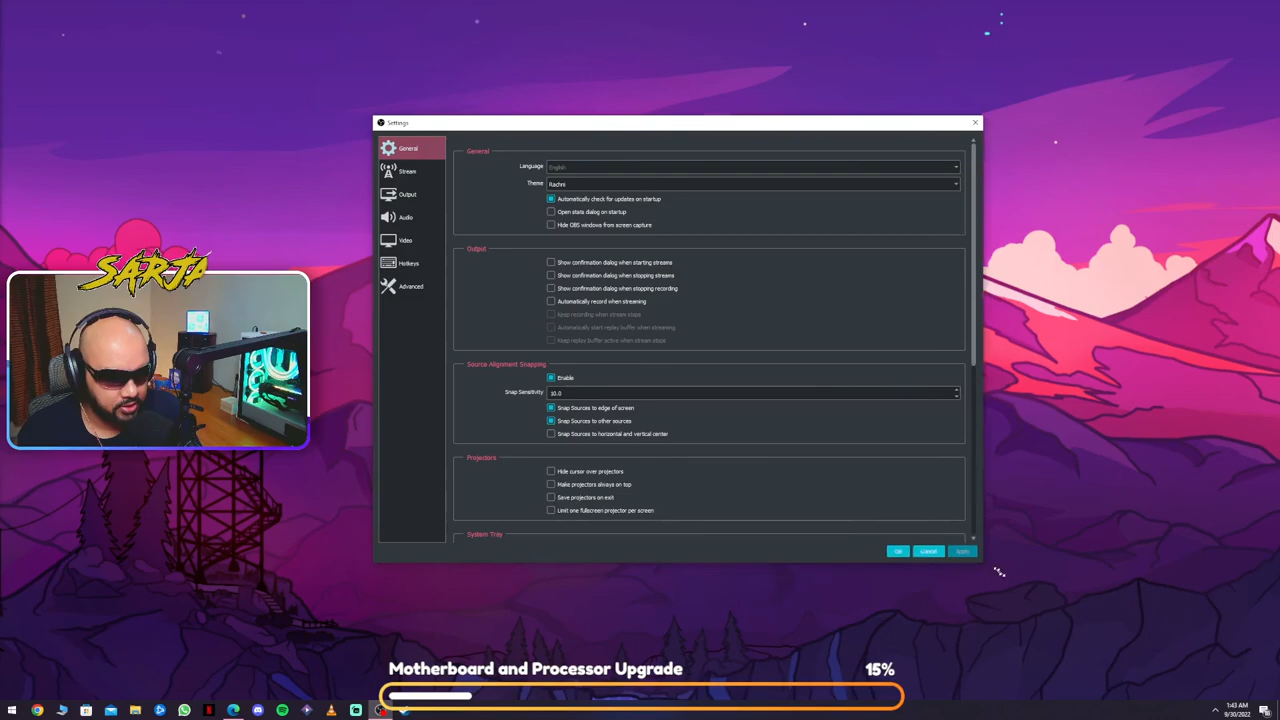 Settings
General
Stream
Output
Audio
Video
Hotkeys
Advanced
General
Language English
Theme Rachni
Automatically check for updates on startup
Open stats dialog on startup
Hide OBS windows from screen capture
Output
Show confirmation dialog when starting streams
Show confirmation dialog when stopping streams
Show confirmation dialog when stopping recording
Automatically record when streaming
Keep recording when stream stops
Automatically start replay buffer when streaming
Keep replay buffer active when stream stops
Source Alignment Snapping
Enable
Snap Sensitivity 10.0
Snap Sources to edge of screen
Snap Sources to other sources
Snap Sources to horizontal and vertical center
Projectors
Hide cursor over projectors
Make projectors always on top
Save projectors on exit
Limit one fullscreen projector per screen
System Tray
OK Cancel Apply
SARJA
Motherboard and Processor Upgrade 15%
1:43 AM
9/30/2022